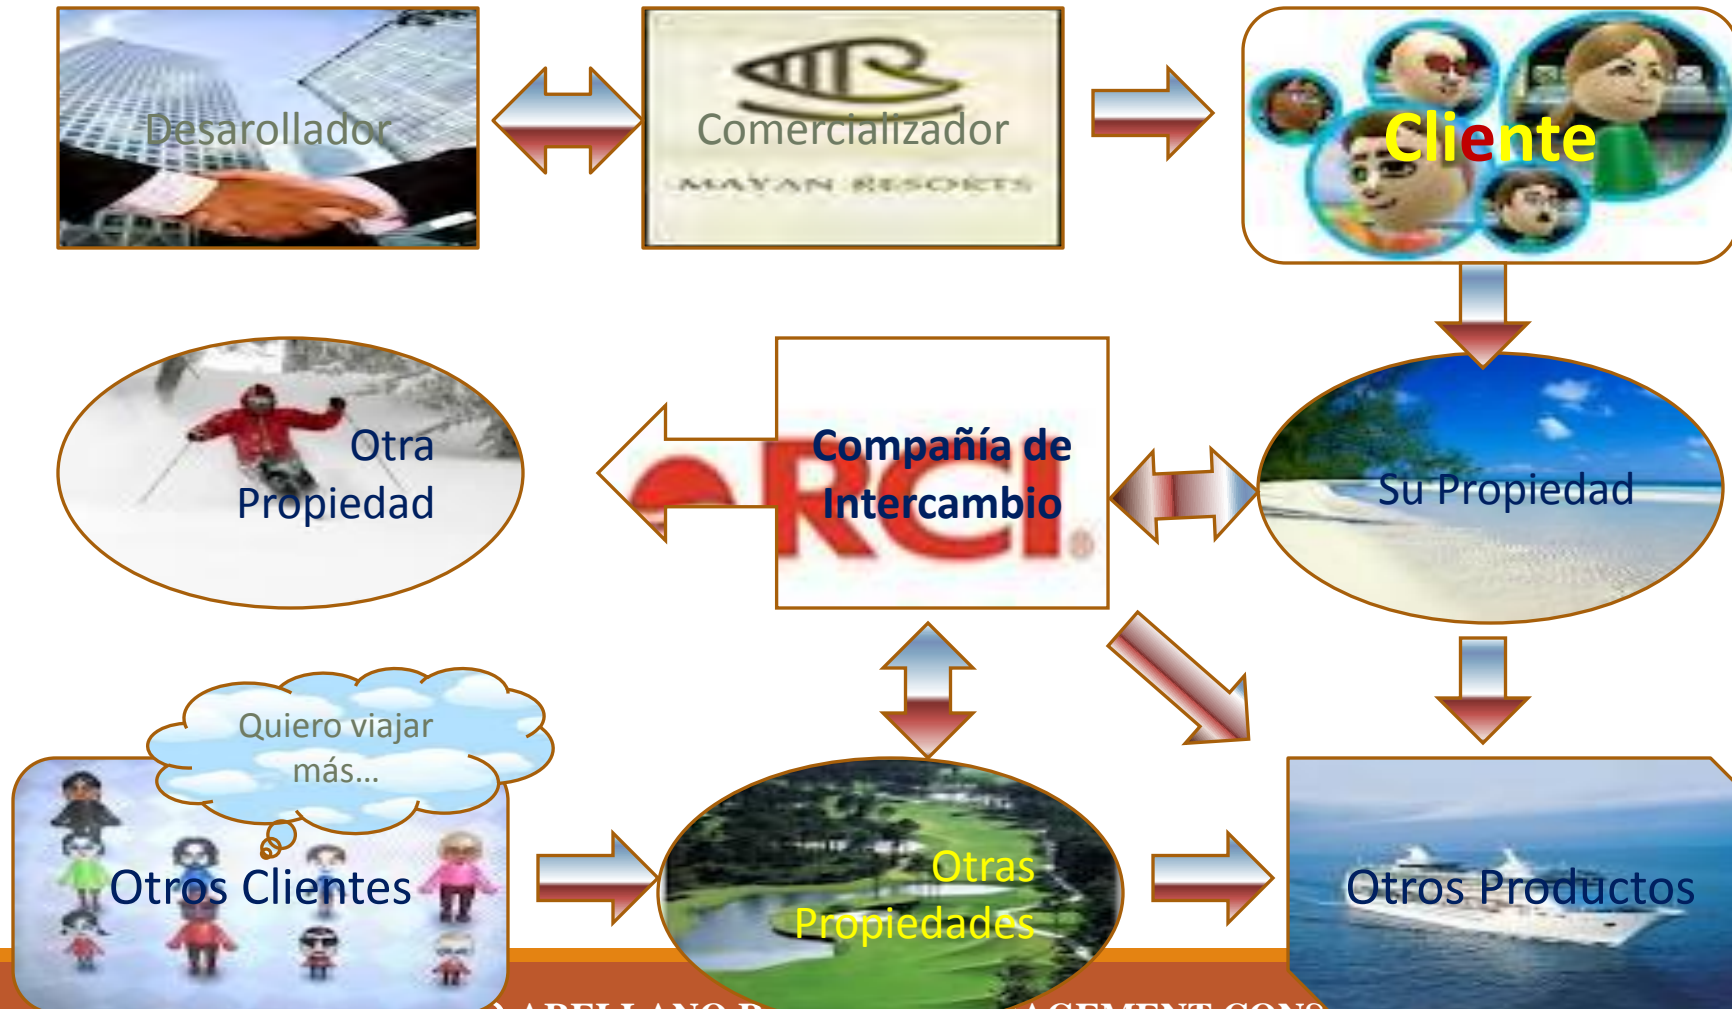 Desarollador
Comercializador
MAYAN RESORTS
Cliente
Otra
Propiedad
Compañía de
Intercambio
RCI®
Su Propiedad
Quiero viajar
más...
Otros Clientes
Otras
Propiedades
Otros Productos
ARELLANO